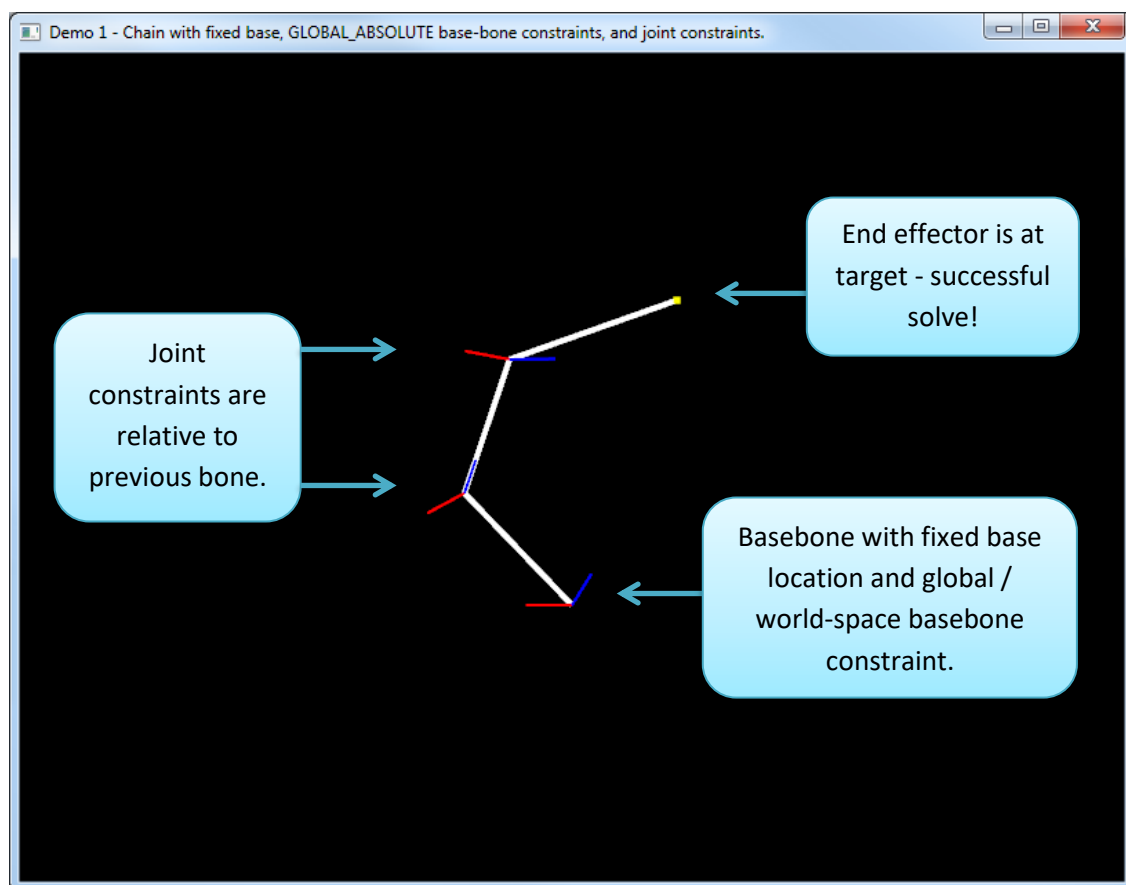 Demo 1 - Chain with fixed base, GLOBAL_ABSOLUTE base-bone constraints, and joint constraints.
End effector is at
target - successful
solve!
Joint
constraints are
relative to
previous bone.
Basebone with fixed base
location and global /
world-space basebone
constraint.